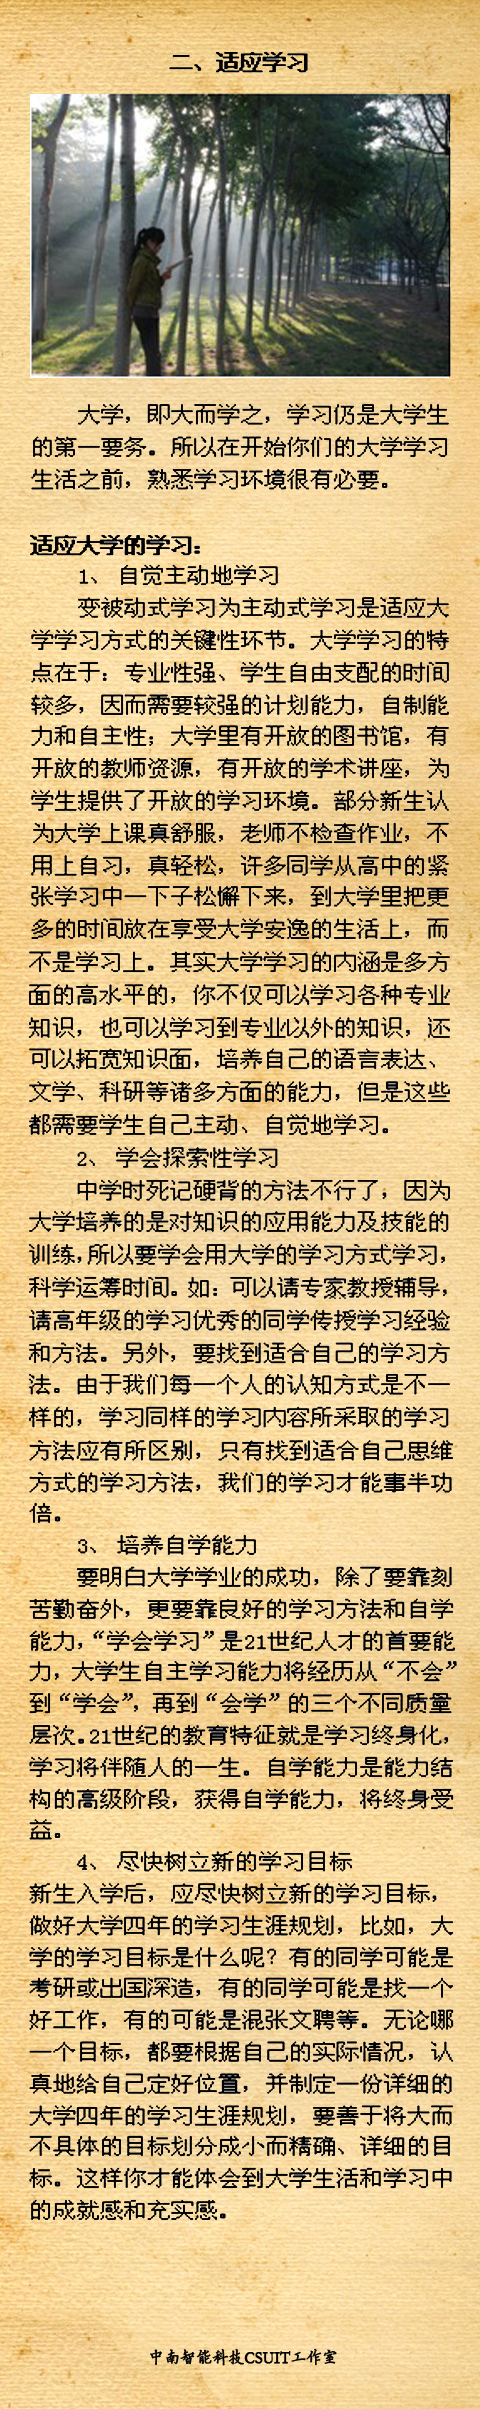 二、适应学习
大学，即大而学之，学习仍是大学生
的第一要务。所以在开始你们的大学学习
生活之前，熟悉学习环境很有必要。
适应大学的学习：
1、 自觉主动地学习
变被动式学习为主动式学习是适应大
学学习方式的关键性环节。大学学习的特
点在于：专业性强、学生自由支配的时间
较多，因而需要较强的计划能力，自制能
力和自主性；大学里有开放的图书馆，有
开放的教师资源，有开放的学术讲座，为
学生提供了开放的学习环境。部分新生认
为大学上课真舒服，老师不检查作业，不
用上自习，真轻松，许多同学从高中的紧
张学习中一下子松懈下来，到大学里把更
多的时间放在享受大学安逸的生活上，而
不是学习上。其实大学学习的内涵是多方
面的高水平的，你不仅可以学习各种专业
知识，也可以学习到专业以外的知识，还
可以拓宽知识面，培养自己的语言表达、
文学、科研等诸多方面的能力，但是这些
都需要学生自己主动、自觉地学习。
2、 学会探索性学习
中学时死记硬背的方法不行了，因为
大学培养的是对知识的应用能力及技能的
训练，所以要学会用大学的学习方式学习，
科学运筹时间。如：可以请专家教授辅导，
请高年级的学习优秀的同学传授学习经验
和方法。另外，要找到适合自己的学习方
法。由于我们每一个人的认知方式是不一
样的，学习同样的学习内容所采取的学习
方法应有所区别，只有找到适合自己思维
方式的学习方法，我们的学习才能事半功
倍。
3、 培养自学能力
要明白大学学业的成功，除了要靠刻
苦勤奋外，更要靠良好的学习方法和自学
能力，“学会学习”是21世纪人才的首要能
力，大学生自主学习能力将经历从“不会”
到“学会”，再到“会学”的三个不同质量
层次。21世纪的教育特征就是学习终身化，
学习将伴随人的一生。自学能力是能力结
构的高级阶段，获得自学能力，将终身受
益。
4、 尽快树立新的学习目标
新生入学后，应尽快树立新的学习目标，
做好大学四年的学习生涯规划，比如，大
学的学习目标是什么呢？有的同学可能是
考研或出国深造，有的同学可能是找一个
好工作，有的可能是混张文聘等。无论哪
一个目标，都要根据自己的实际情况，认
真地给自己定好位置，并制定一份详细的
大学四年的学习生涯规划，要善于将大而
不具体的目标划分成小而精确、详细的目
标。这样你才能体会到大学生活和学习中
的成就感和充实感。
中南智能科技CSUIT工作室